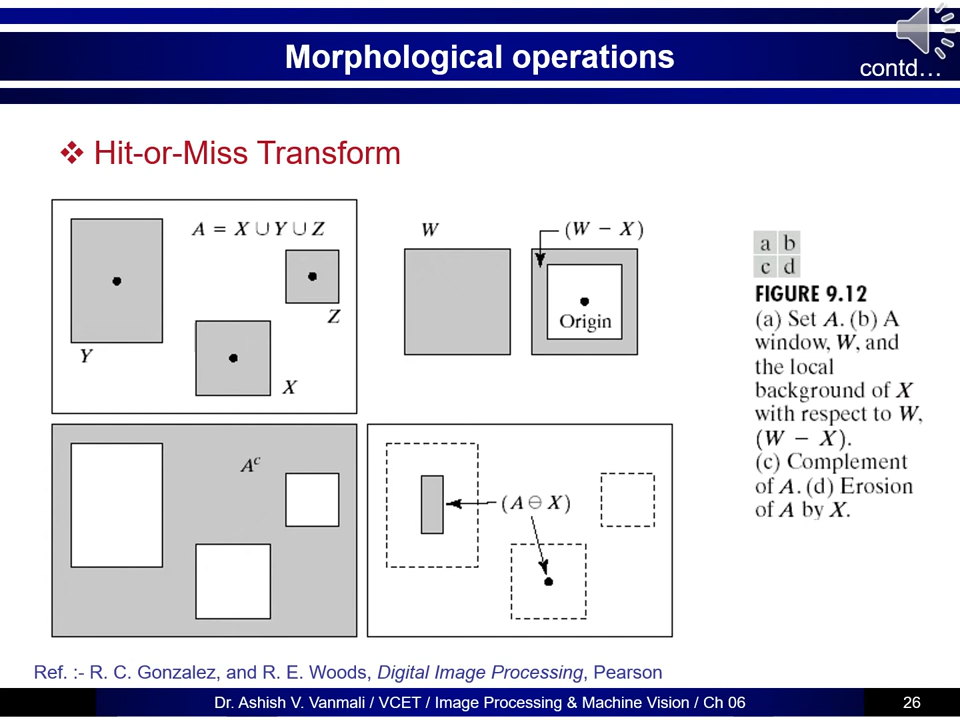 Morphological operations
contd…
❖ Hit-or-Miss Transform
A = X ∪ Y ∪ Z
Y
Z
X
W
(W − X)
Origin
Aᶜ
(A ⊖ X)
a b
c d
FIGURE 9.12
(a) Set A. (b) A
window, W, and
the local
background of X
with respect to W,
(W − X).
(c) Complement
of A. (d) Erosion
of A by X.
Ref. :- R. C. Gonzalez, and R. E. Woods, Digital Image Processing, Pearson
Dr. Ashish V. Vanmali / VCET / Image Processing & Machine Vision / Ch 06
26